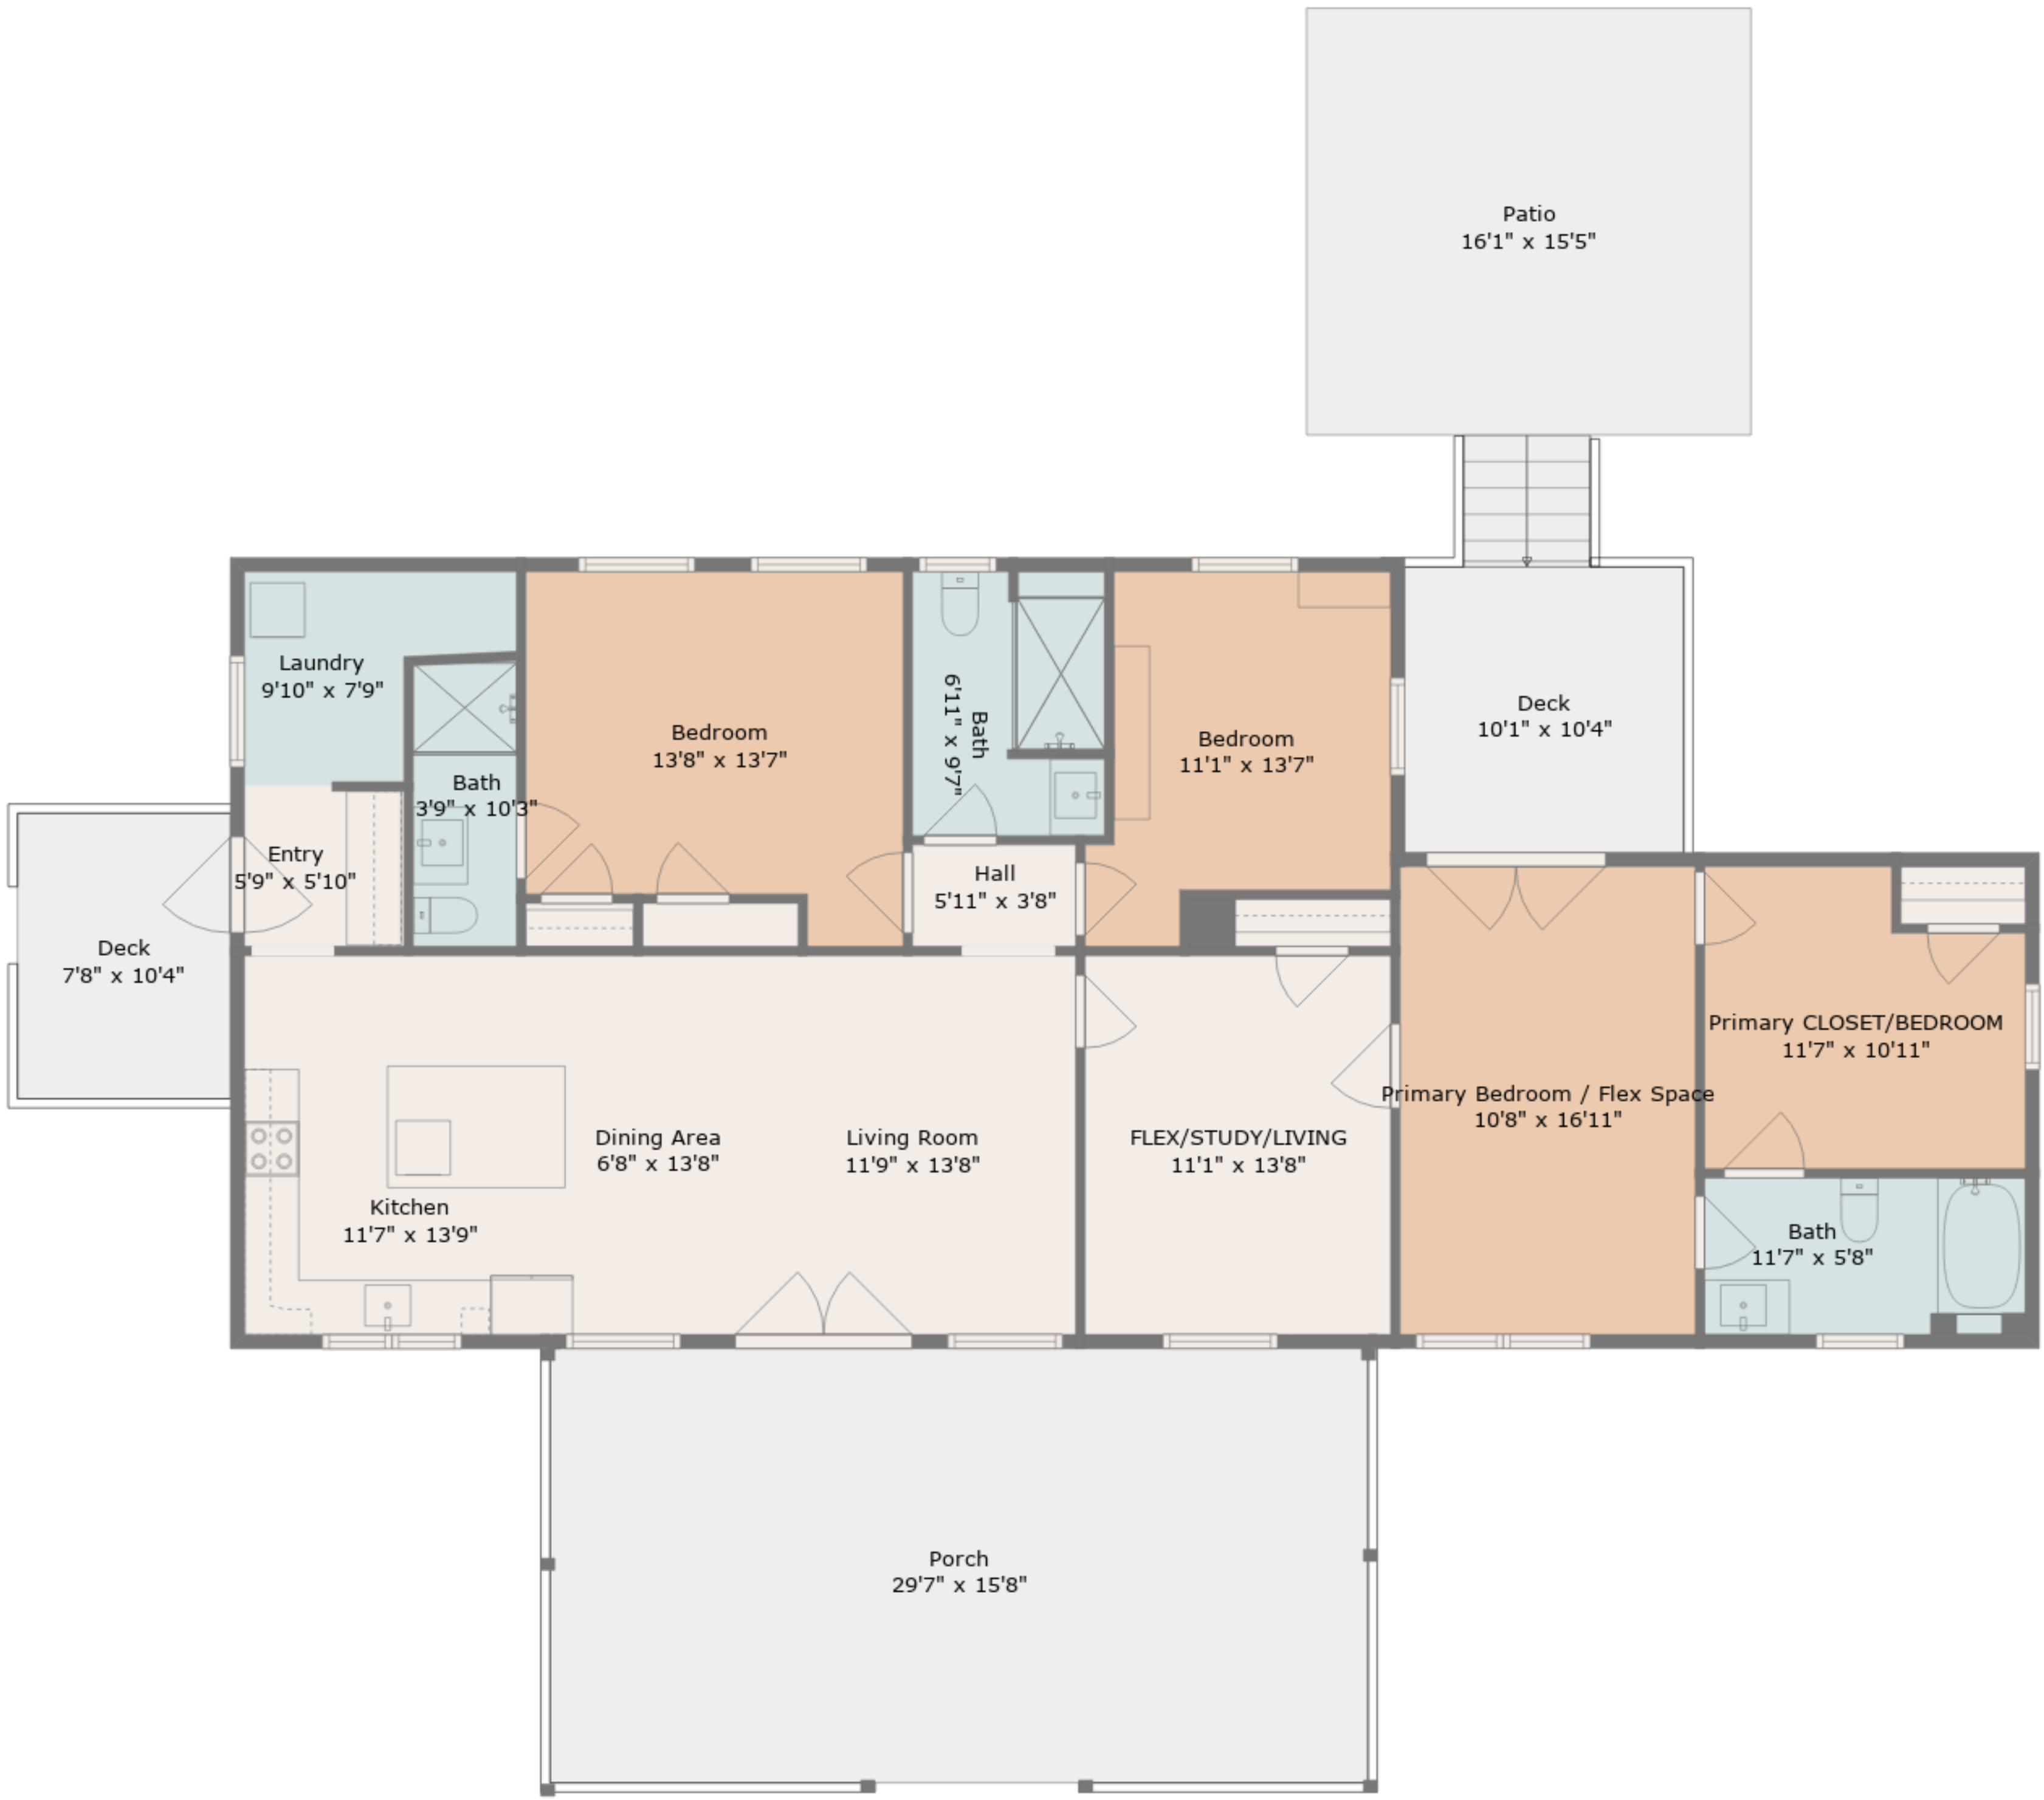 Patio
16'1" x 15'5"
Laundry
9'10" x 7'9"
Bedroom
13'8" x 13'7"
Bath
6'11" x 9'7"
Bedroom
11'1" x 13'7"
Deck
10'1" x 10'4"
Bath
3'9" x 10'3"
Entry
5'9" x 5'10"
Hall
5'11" x 3'8"
Deck
7'8" x 10'4"
Primary CLOSET/BEDROOM
11'7" x 10'11"
Primary Bedroom / Flex Space
10'8" x 16'11"
Dining Area
6'8" x 13'8"
Living Room
11'9" x 13'8"
FLEX/STUDY/LIVING
11'1" x 13'8"
Kitchen
11'7" x 13'9"
Bath
11'7" x 5'8"
Porch
29'7" x 15'8"